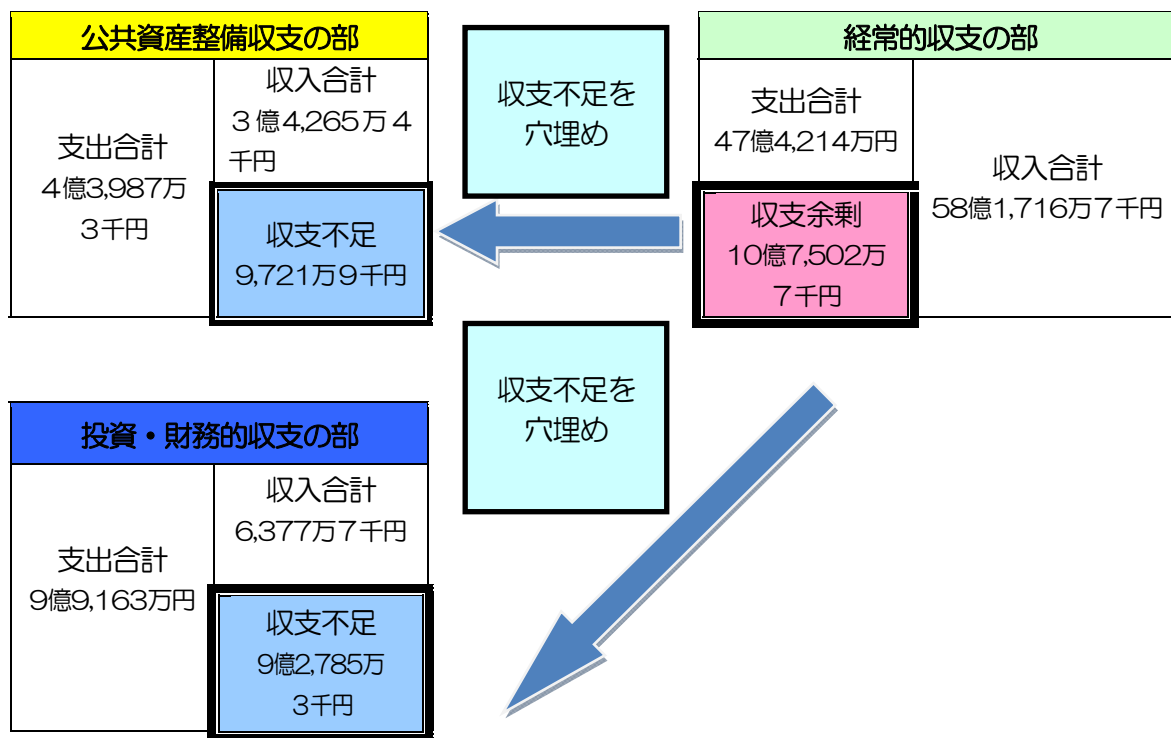 公共資産整備収支の部
支出合計
4億3,987万
3千円
収入合計
3億4,265万4
千円
収支不足
9,721万9千円
収支不足を
穴埋め
経常的収支の部
支出合計
47億4,214万円
収支余剰
10億7,502万
7千円
収入合計
58億1,716万7千円
投資・財務的収支の部
支出合計
9億9,163万円
収入合計
6,377万7千円
収支不足
9億2,785万
3千円
収支不足を
穴埋め